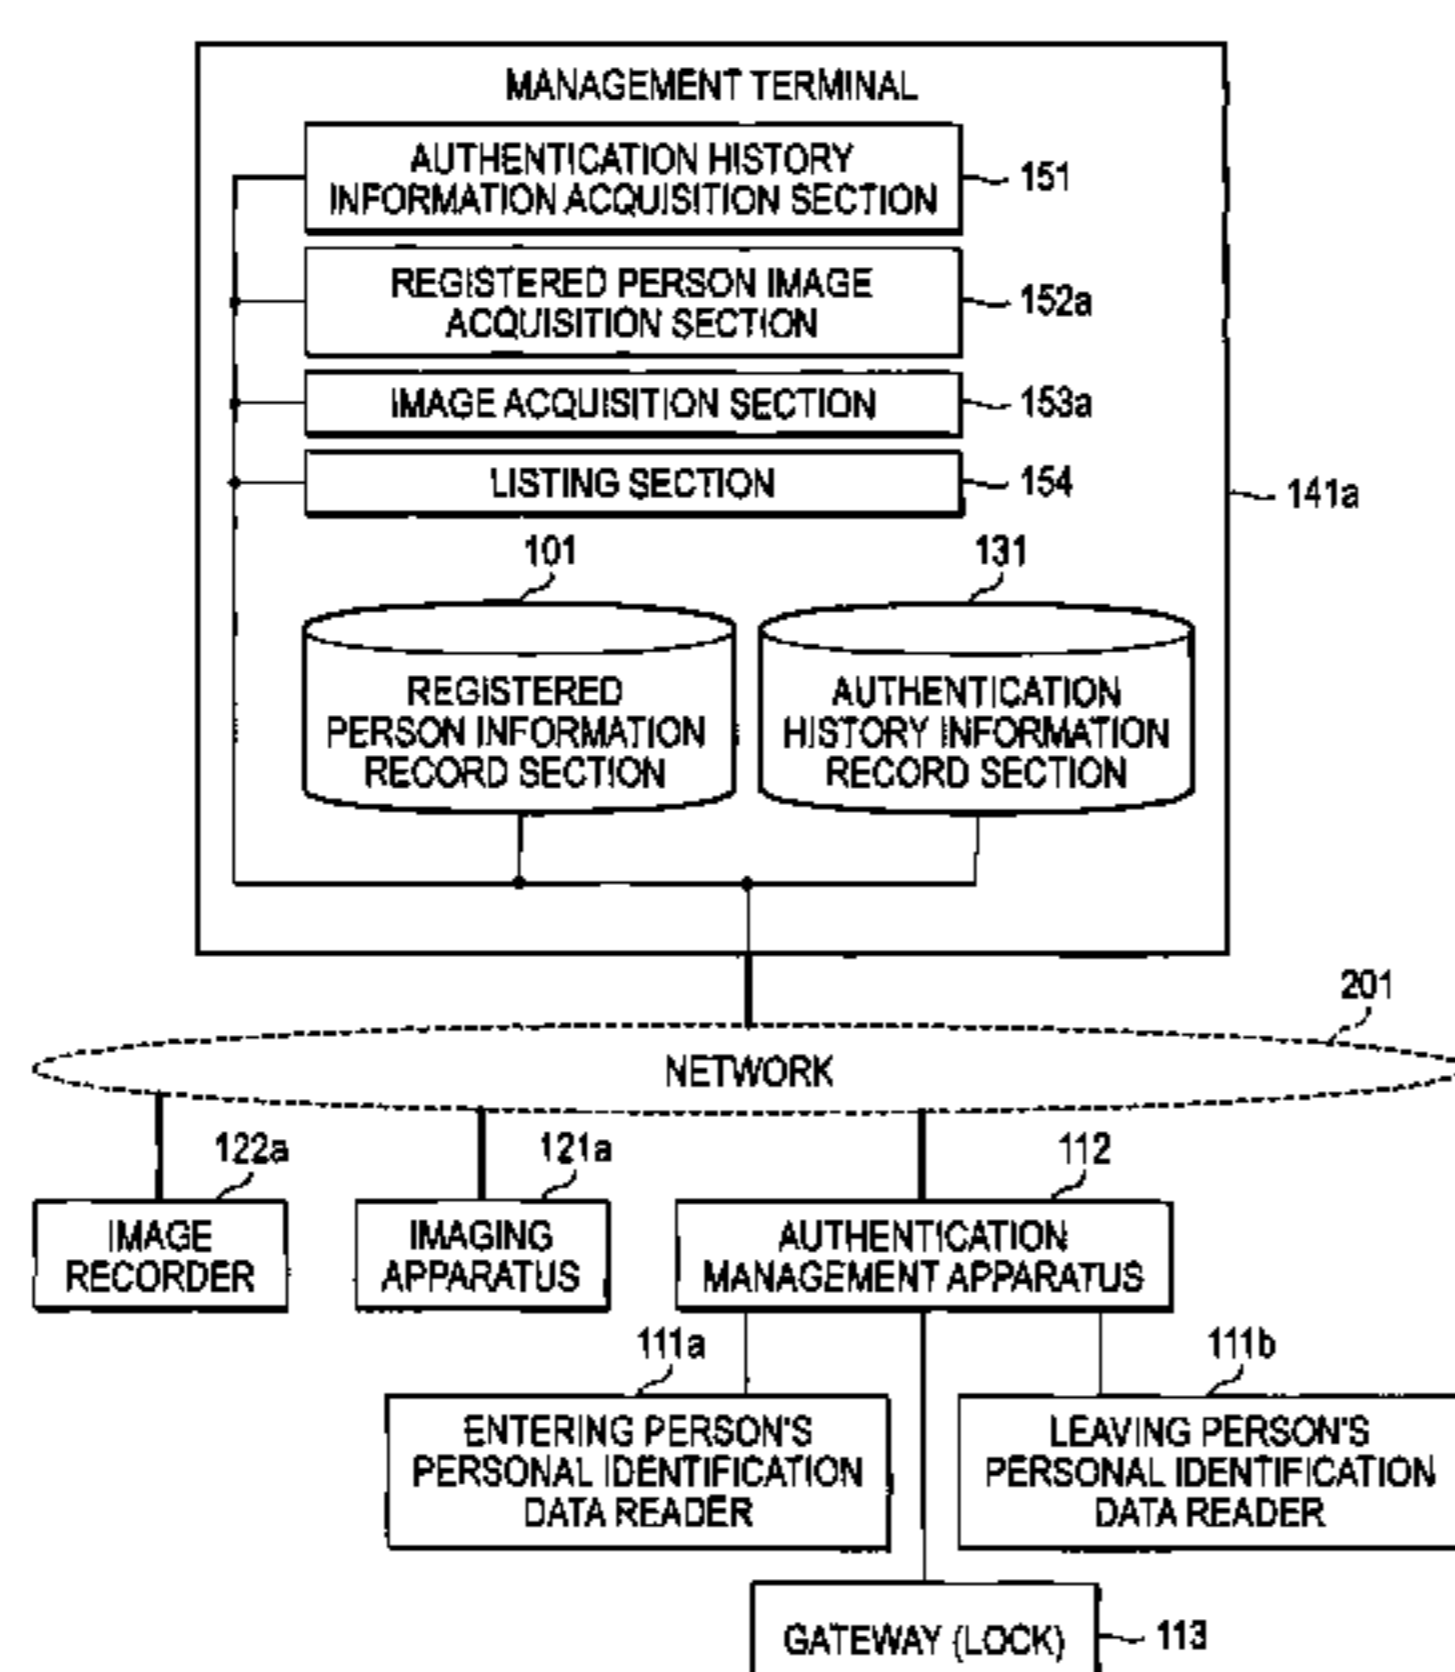 MANAGEMENT TERMINAL
AUTHENTICATION HISTORY
INFORMATION ACQUISITION SECTION
151
REGISTERED PERSON IMAGE
ACQUISITION SECTION
152a
IMAGE ACQUISITION SECTION
153a
LISTING SECTION
154
141a
101
131
REGISTERED
PERSON INFORMATION
RECORD SECTION
AUTHENTICATION
HISTORY INFORMATION
RECORD SECTION
201
NETWORK
122a
121a
112
IMAGE
RECORDER
IMAGING
APPARATUS
AUTHENTICATION
MANAGEMENT APPARATUS
111a
111b
ENTERING PERSON'S
PERSONAL IDENTIFICATION
DATA READER
LEAVING PERSON'S
PERSONAL IDENTIFICATION
DATA READER
GATEWAY (LOCK)
113